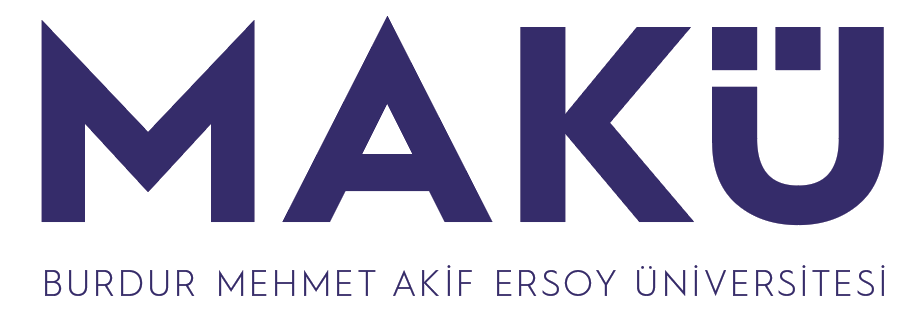 MAKÜ
BURDUR MEHMET AKİF ERSOY ÜNİVERSİTESİ